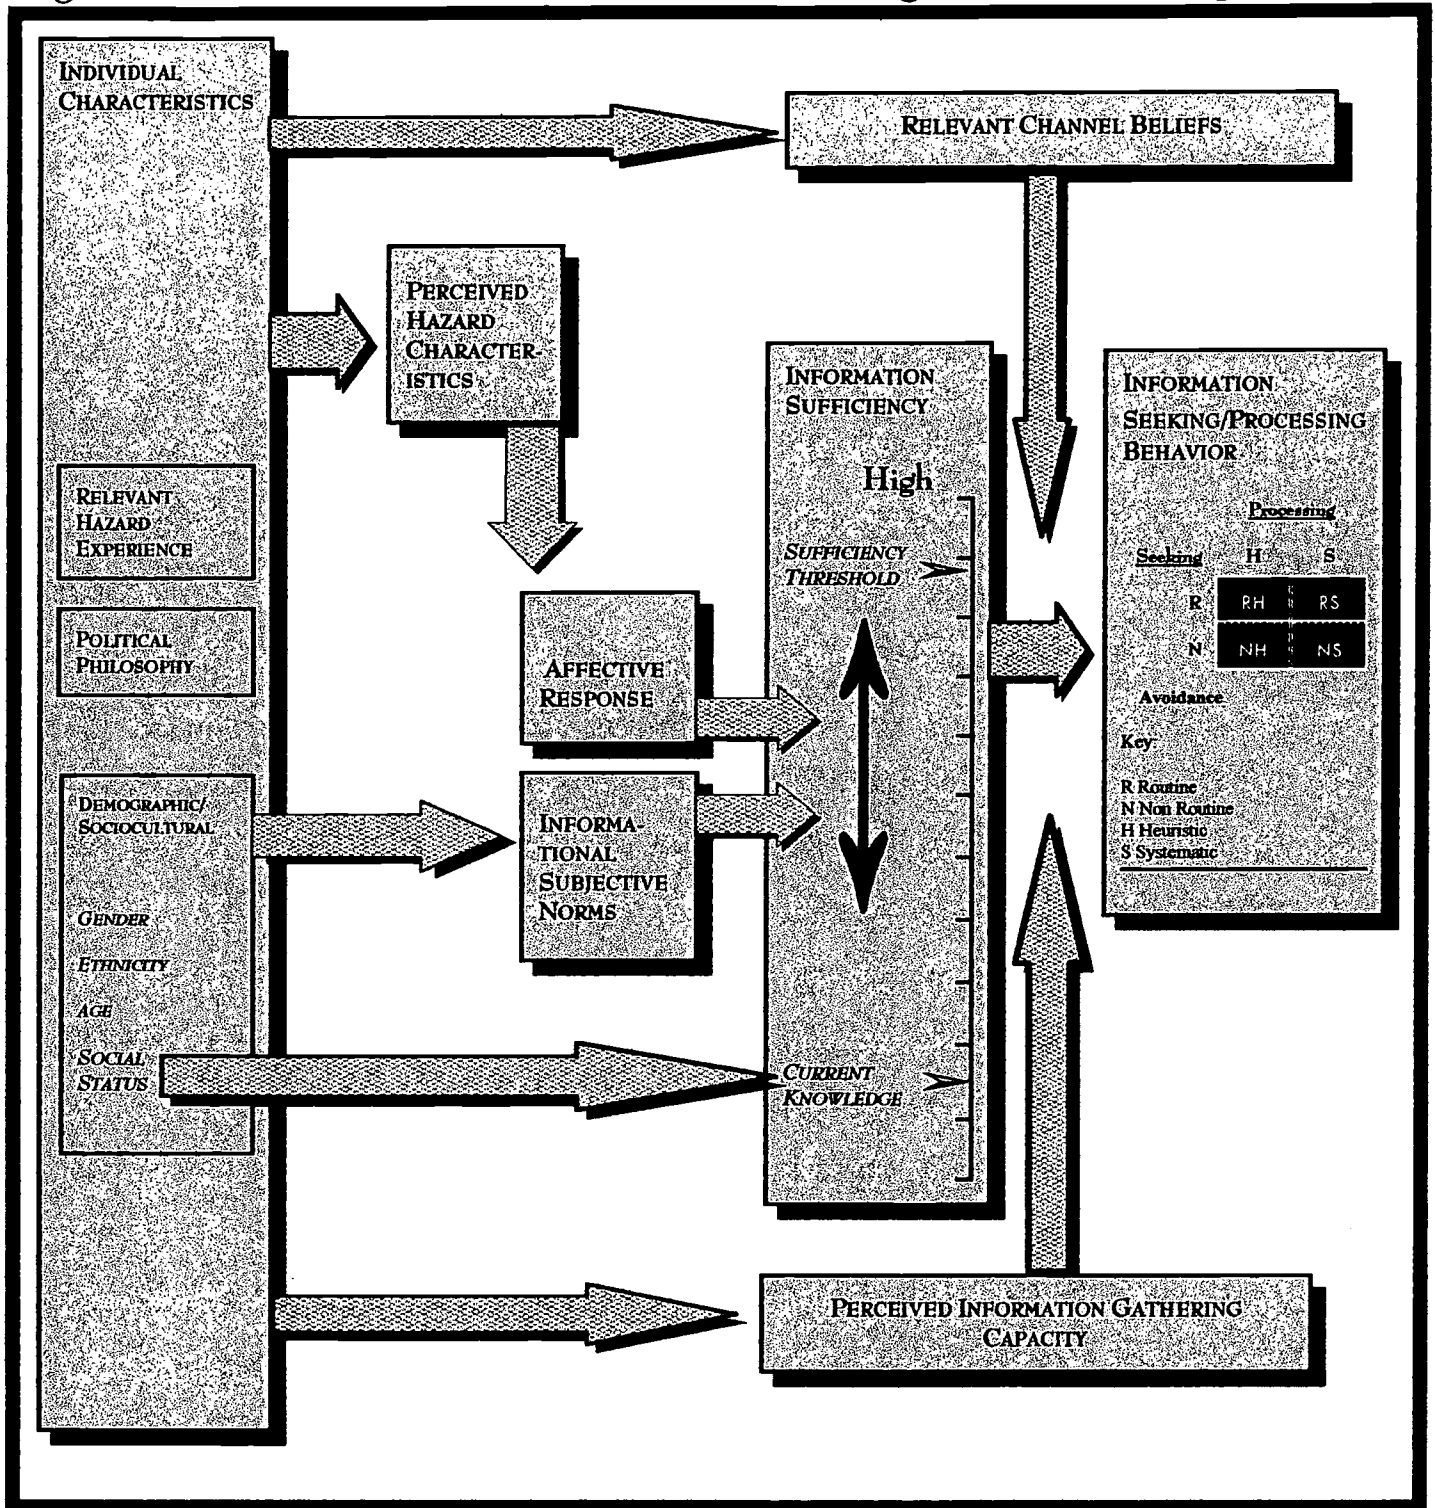 INDIVIDUAL
CHARACTERISTICS
RELEVANT CHANNEL BELIEFS
PERCEIVED
HAZARD
CHARACTER-
ISTICS
INFORMATION
SUFFICIENCY
High
SUFFICIENCY
THRESHOLD
INFORMATION
SEEKING/PROCESSING
BEHAVIOR
Processing
Seeking H S
R RH RS
N NH NS
Avoidance
Key
R Routine
N Non Routine
H Heuristic
S Systematic
RELEVANT
HAZARD
EXPERIENCE
POLITICAL
PHILOSOPHY
AFFECTIVE
RESPONSE
DEMOGRAPHIC/
SOCIOCULTURAL
GENDER
ETHNICITY
AGE
SOCIAL
STATUS
INFORMA-
TIONAL
SUBJECTIVE
NORMS
CURRENT
KNOWLEDGE
PERCEIVED INFORMATION GATHERING
CAPACITY